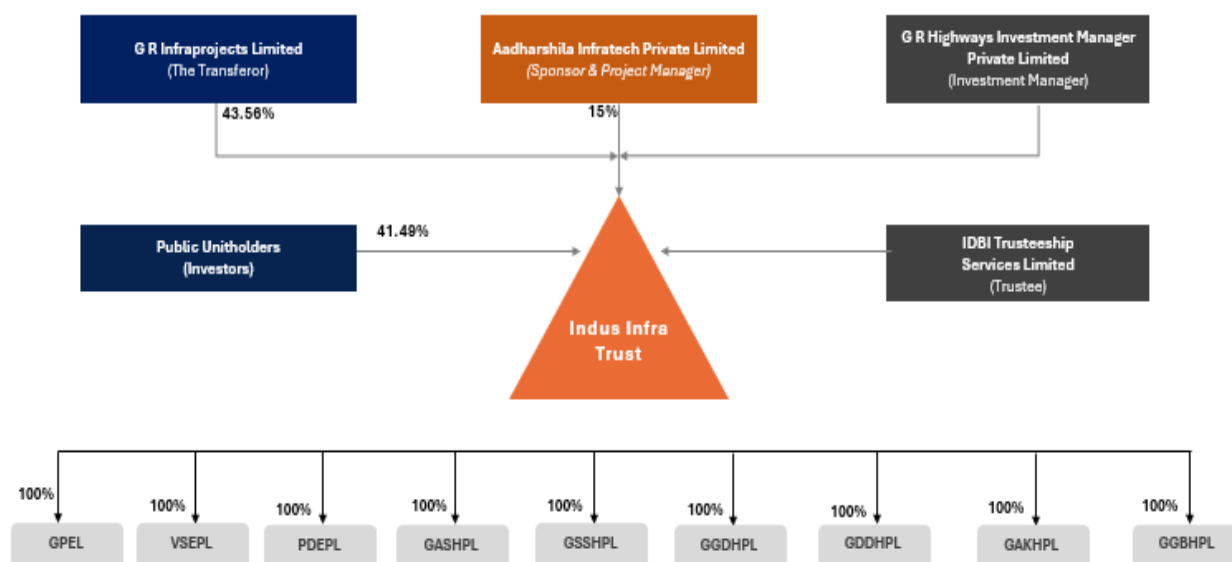 G R Infraprojects Limited
(The Transferor)
Aadharshila Infratech Private Limited
(Sponsor & Project Manager)
G R Highways Investment Manager
Private Limited
(Investment Manager)
43.56%
15%
Public Unitholders
(Investors)
41.49%
IDBI Trusteeship
Services Limited
(Trustee)
Indus Infra
Trust
100%
100%
100%
100%
100%
100%
100%
100%
100%
GPEL
VSEPL
PDEPL
GASHPL
GSSHPL
GGDHPL
GDDHPL
GAKHPL
GGBHPL